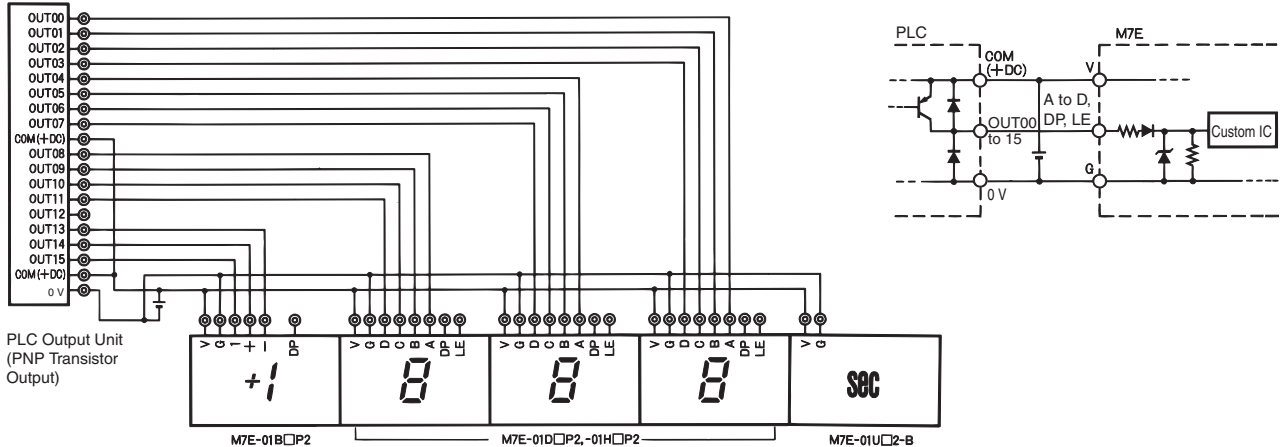 OUT00
OUT01
OUT02
OUT03
OUT04
OUT05
OUT06
OUT07
COM(+DC)
OUT08
OUT09
OUT10
OUT11
OUT12
OUT13
OUT14
OUT15
COM(+DC)
0 V
PLC Output Unit
(PNP Transistor
Output)
V G 1 + − DP
V G D C B A DP LE
V G D C B A DP LE
V G D C B A DP LE
V G
+1
8
8
8
sec
M7E-01B□P2
M7E-01D□P2,-01H□P2
M7E-01U□2-B
PLC
M7E
COM
(+DC)
V
A to D,
DP, LE
OUT00
to 15
Custom IC
G
0 V